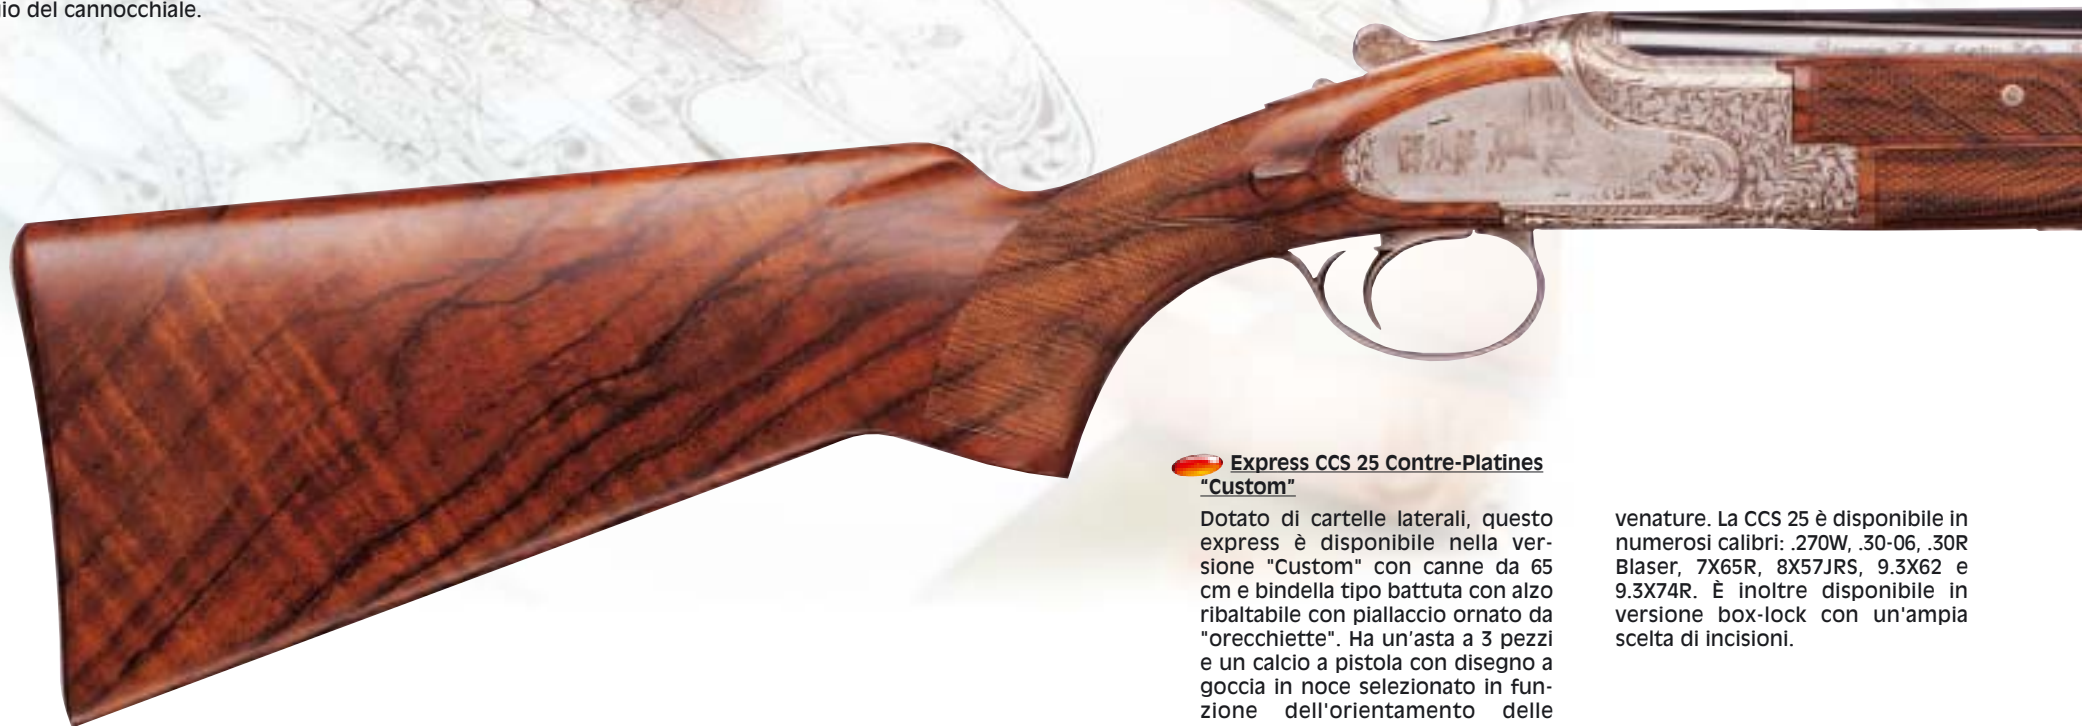 io del cannocchiale.
Express CCS 25 Contre-Platines
"Custom"
Dotato di cartelle laterali, questo
express è disponibile nella ver-
sione "Custom" con canne da 65
cm e bindella tipo battuta con alzo
ribaltabile con piallaccio ornato da
"orecchiette". Ha un'asta a 3 pezzi
e un calcio a pistola con disegno a
goccia in noce selezionato in fun-
zione dell'orientamento delle
venature. La CCS 25 è disponibile in
numerosi calibri: .270W, .30-06, .30R
Blaser, 7X65R, 8X57JRS, 9.3X62 e
9.3X74R. È inoltre disponibile in
versione box-lock con un'ampia
scelta di incisioni.